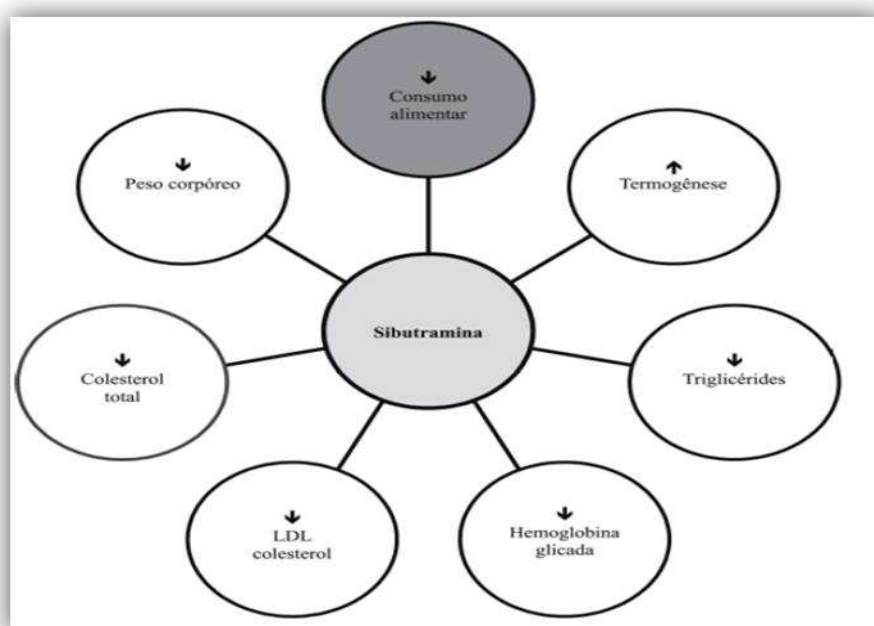 ↓
Consumo
alimentar
↓
Peso corpóreo
↑
Termogênese
Sibutramina
↓
Colesterol
total
↓
Triglicérides
↓
LDL
colesterol
↓
Hemoglobina
glicada